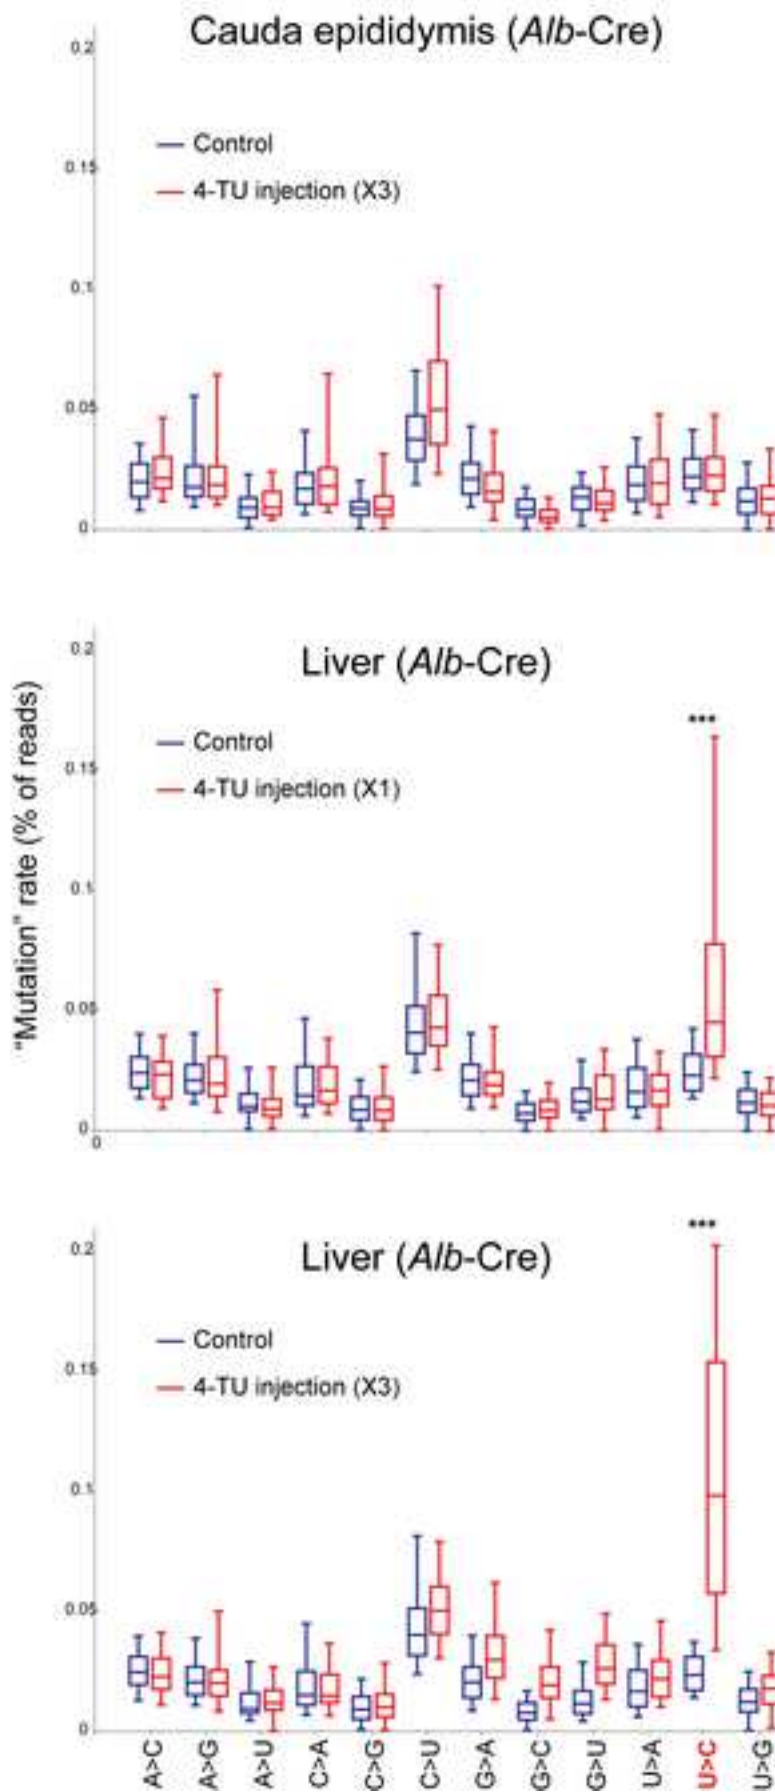 Cauda epididymis (Alb-Cre)
0.2
0.15
0.1
0.05
0
Control
4-TU injection (X3)
"Mutation" rate (% of reads)
Liver (Alb-Cre)
0.2
0.15
0.1
0.05
0
0
Control
4-TU injection (X1)
***
Liver (Alb-Cre)
0.2
0.15
0.1
0.05
0
Control
4-TU injection (X3)
***
A>C
A>G
A>U
C>A
C>G
C>U
G>A
G>C
G>U
U>A
U>C
U>G